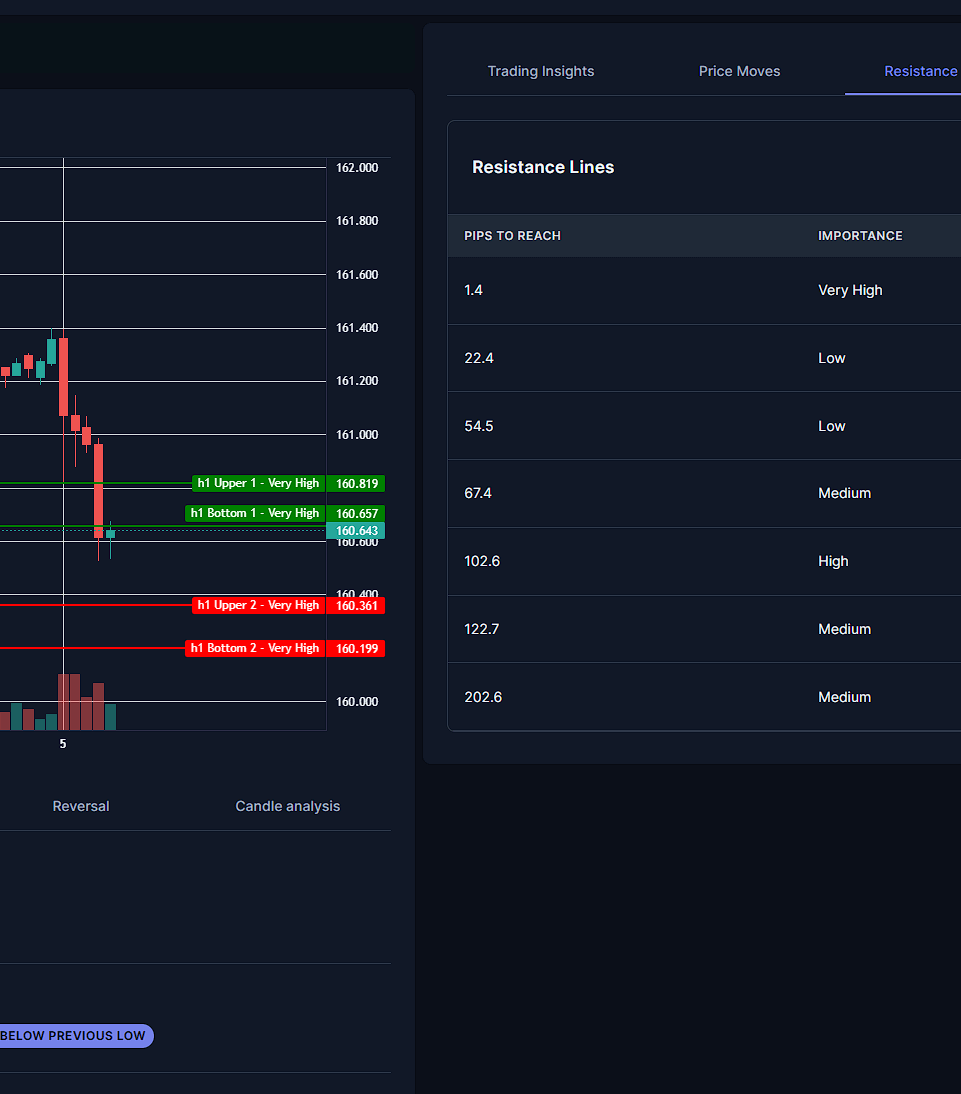 Trading Insights
Price Moves
Resistance
162.000
161.800
161.600
161.400
161.200
161.000
h1 Upper 1 - Very High 160.819
h1 Bottom 1 - Very High 160.657
160.643
160.600
160.400
h1 Upper 2 - Very High 160.361
h1 Bottom 2 - Very High 160.199
160.000
5
Reversal
Candle analysis
BELOW PREVIOUS LOW
Resistance Lines
PIPS TO REACH IMPORTANCE
1.4 Very High
22.4 Low
54.5 Low
67.4 Medium
102.6 High
122.7 Medium
202.6 Medium